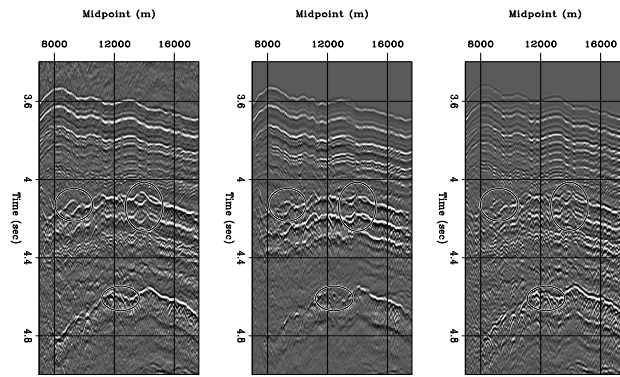 Midpoint (m) Midpoint (m) Midpoint (m)
8000 12000 16000 8000 12000 16000 8000 12000 16000
3.6 3.6 3.6
4 4 4
Time (sec) Time (sec) Time (sec)
4.4 4.4 4.4
4.8 4.8 4.8